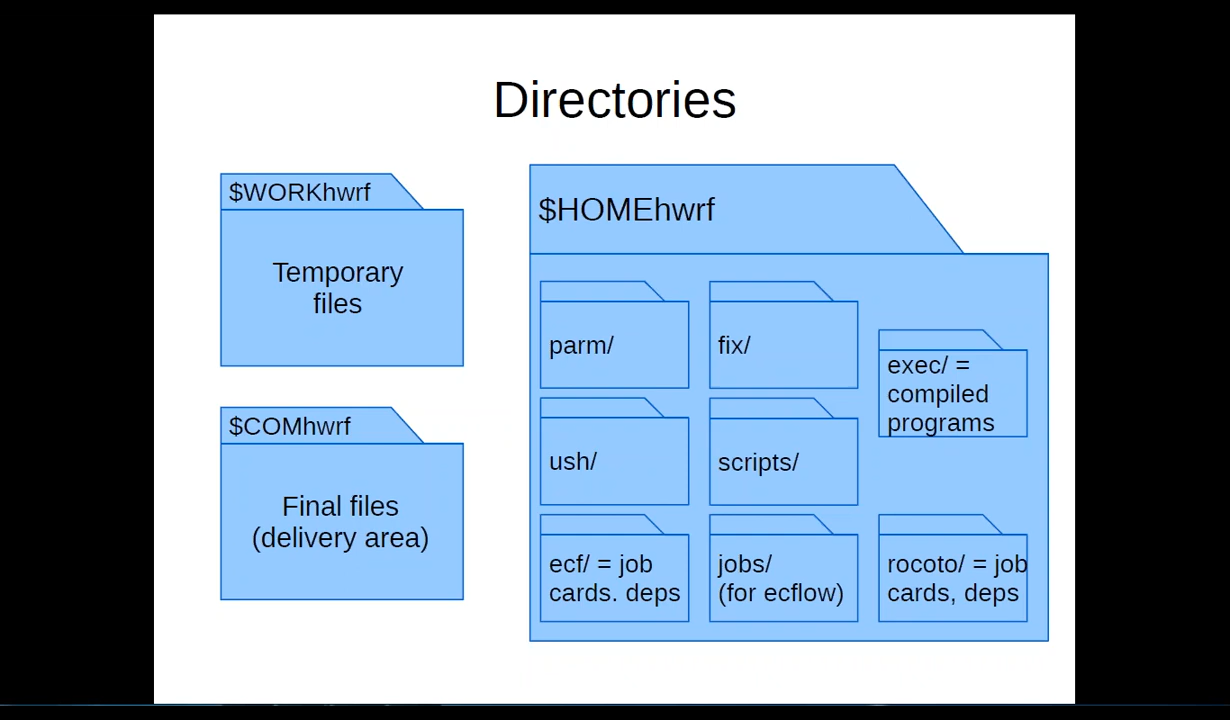 Directories
$WORKhwrf
Temporary
files
$COMhwrf
Final files
(delivery area)
$HOMEhwrf
parm/
fix/
exec/ =
compiled
programs
ush/
scripts/
ecf/ = job
cards. deps
jobs/
(for ecflow)
rocoto/ = job
cards, deps